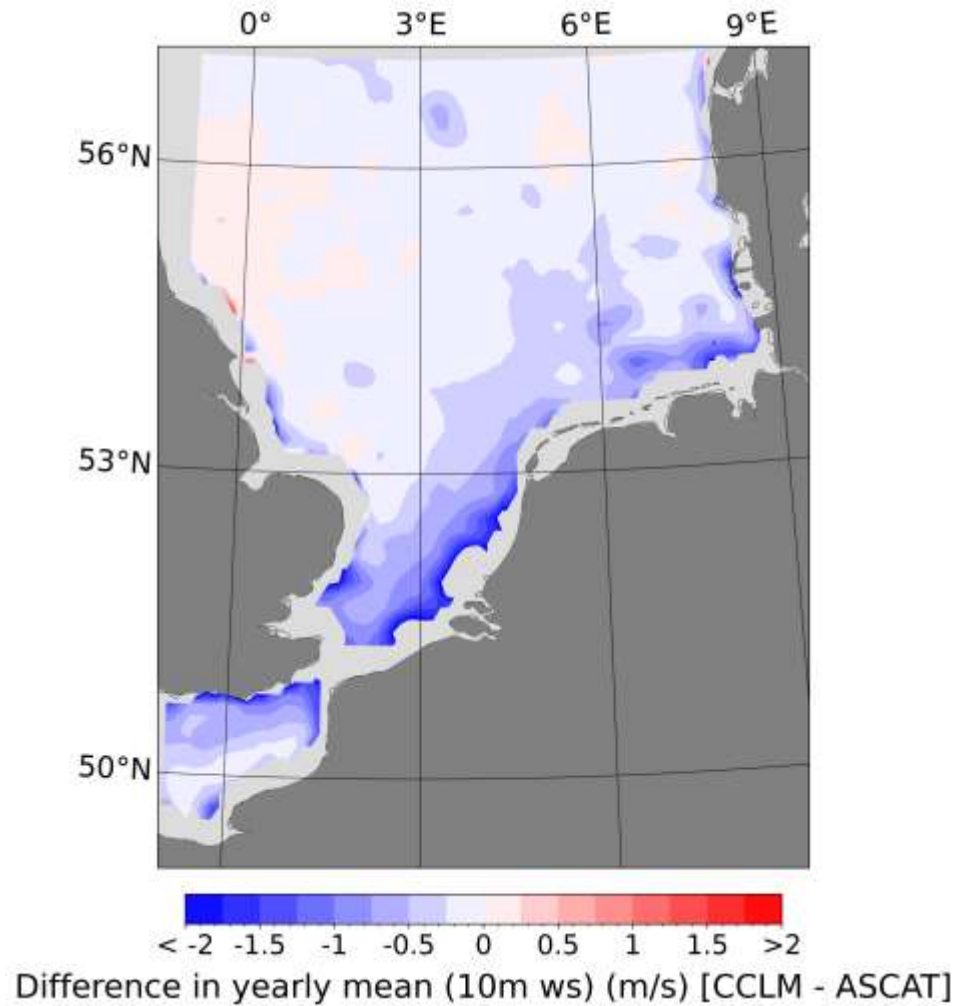 0° 3°E 6°E 9°E
56°N
53°N
50°N
< -2 -1.5 -1 -0.5 0 0.5 1 1.5 >2
Difference in yearly mean (10m ws) (m/s) [CCLM - ASCAT]